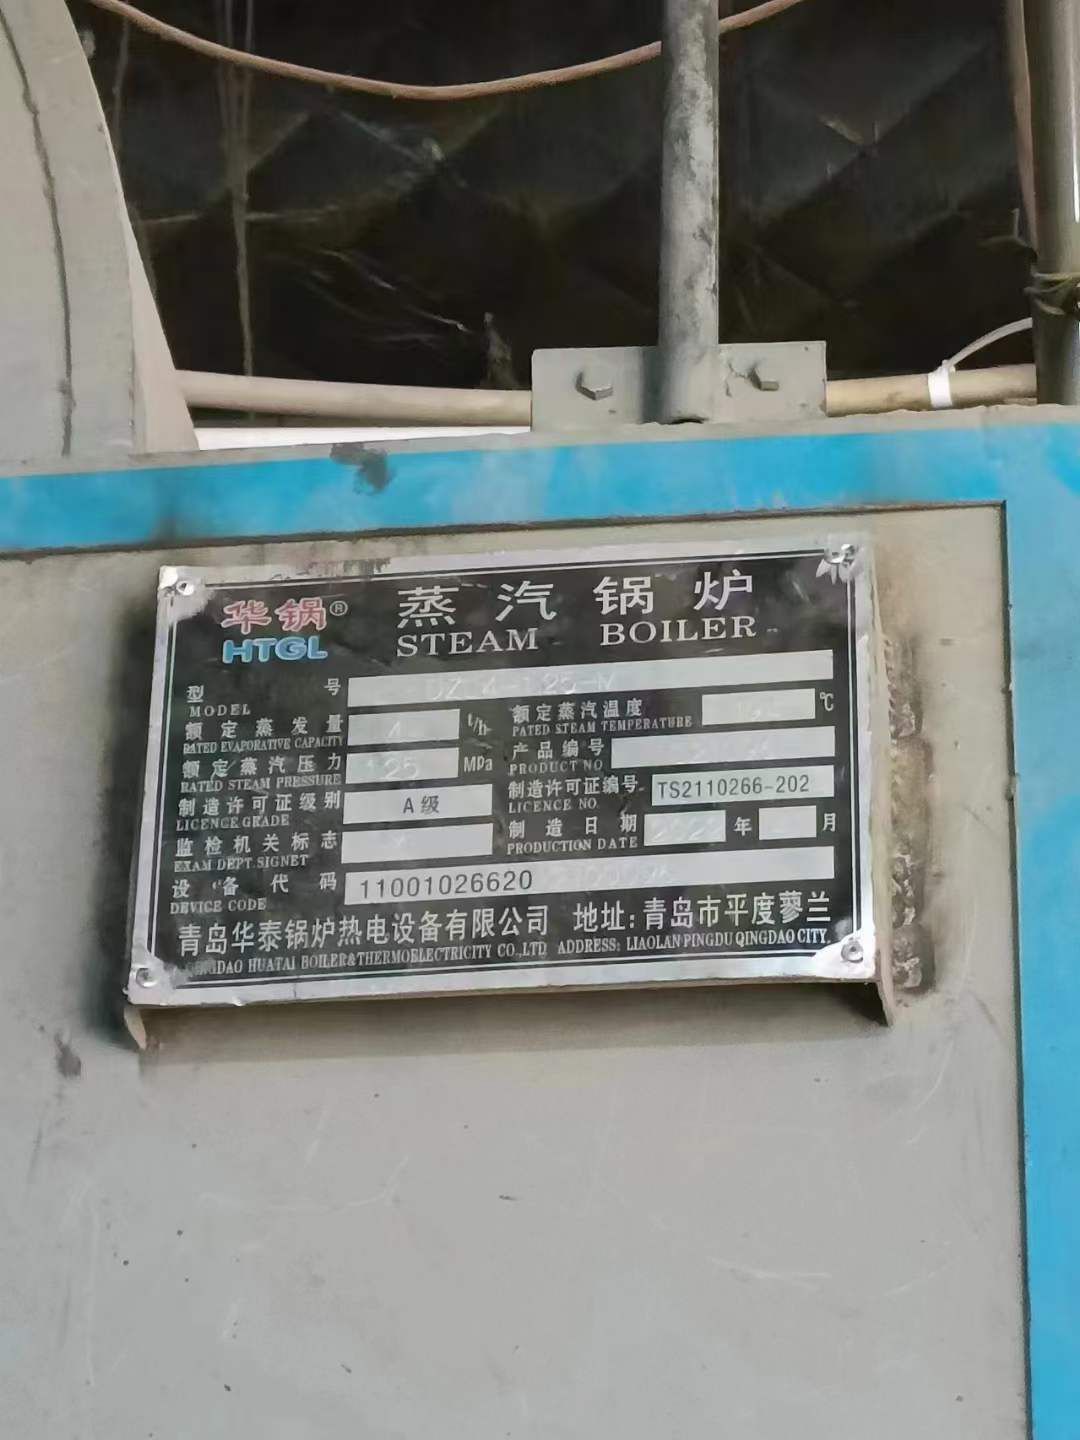 华锅®
HTGL
蒸汽锅炉
STEAM BOILER
型号
MODEL
额定蒸发量 4 t/h
RATED EVAPORATIVE CAPACITY
额定蒸汽温度 ℃
PATED STEAM TEMPERATURE
额定蒸汽压力 1.25 MPa
RATED STEAM PRESSURE
产品编号
PRODUCT NO
制造许可证级别 A级
LICENCE GRADE
制造许可证编号 TS2110266-202
LICENCE NO.
监检机关标志
EXAM DEPT.SIGNET
制造日期 年 月
PRODUCTION DATE
设备代码 11001026620
DEVICE CODE
青岛华泰锅炉热电设备有限公司 地址:青岛市平度蓼兰
HUATAI BOILER&THERMOELECTRICITY CO.,LTD ADDRESS: LIAOLAN PINGDU QINGDAO CITY.